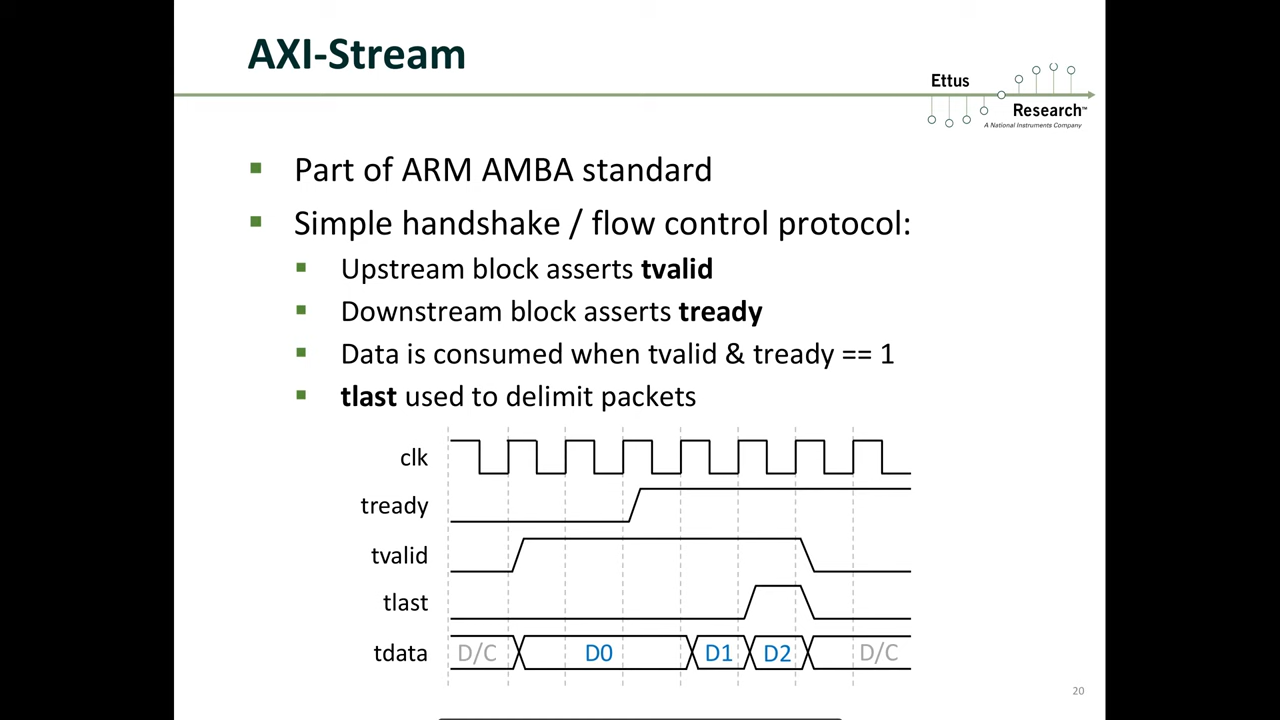 AXI-Stream
Ettus
Research™
A National Instruments Company
Part of ARM AMBA standard
Simple handshake / flow control protocol:
Upstream block asserts tvalid
Downstream block asserts tready
Data is consumed when tvalid & tready == 1
tlast used to delimit packets
clk
tready
tvalid
tlast
tdata D/C D0 D1 D2 D/C
20